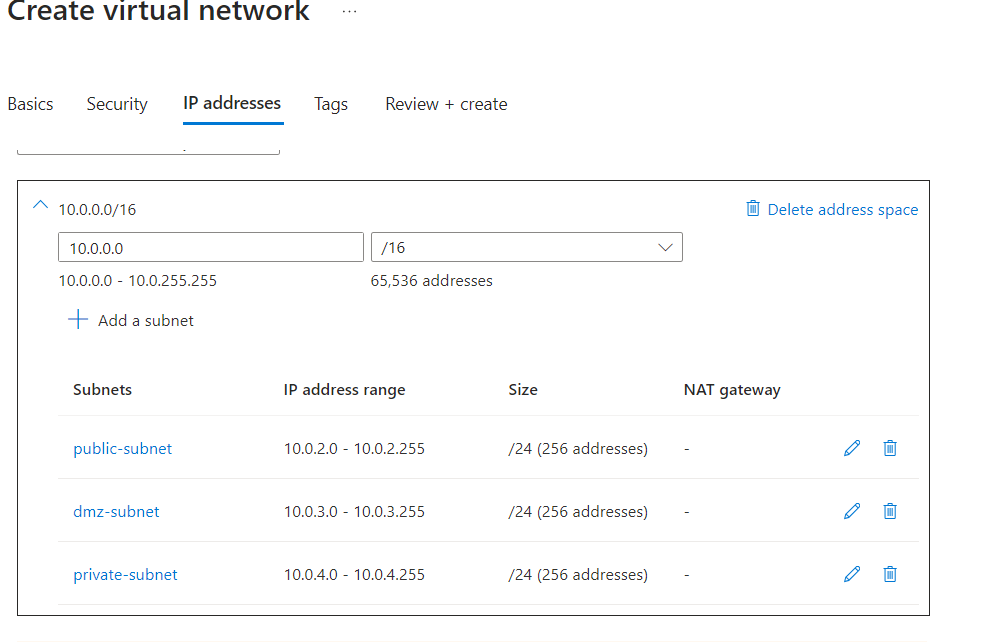 Create virtual network ...
Basics Security IP addresses Tags Review + create
10.0.0.0/16 Delete address space
10.0.0.0 /16
10.0.0.0 - 10.0.255.255 65,536 addresses
+ Add a subnet
Subnets IP address range Size NAT gateway
public-subnet 10.0.2.0 - 10.0.2.255 /24 (256 addresses) -
dmz-subnet 10.0.3.0 - 10.0.3.255 /24 (256 addresses) -
private-subnet 10.0.4.0 - 10.0.4.255 /24 (256 addresses) -